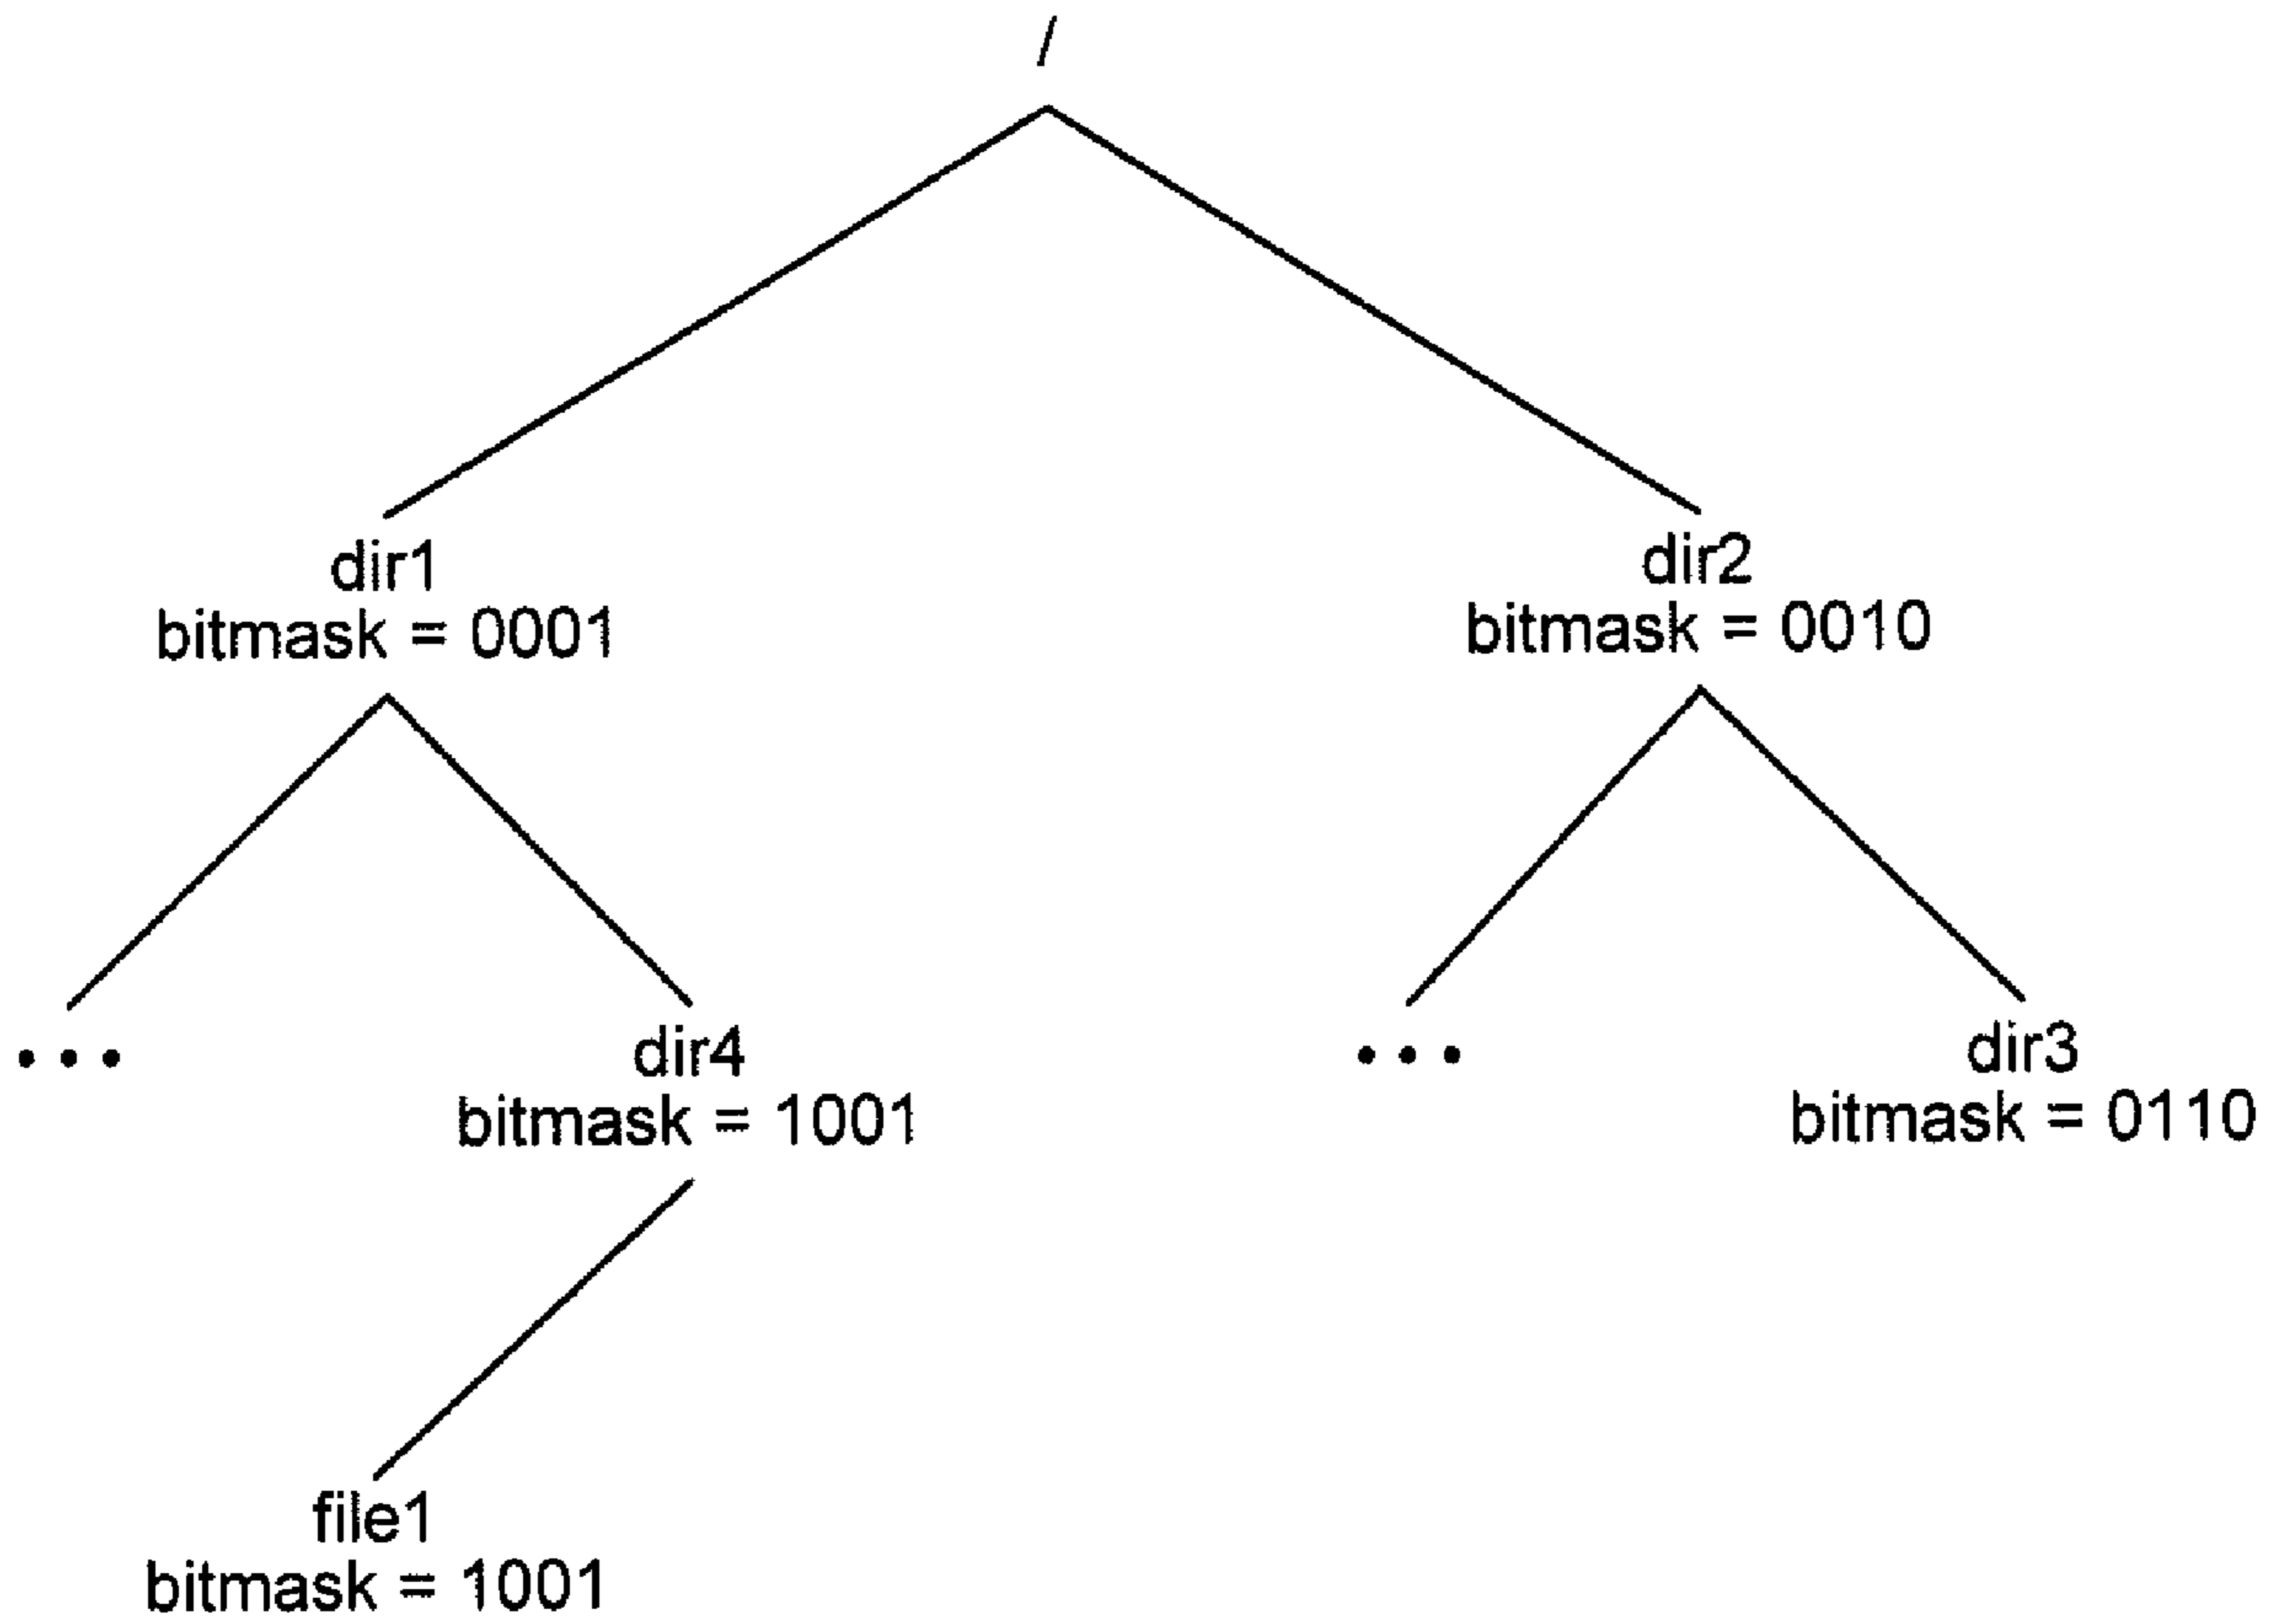 /
dir1
bitmask = 0001
dir2
bitmask = 0010
...
dir4
bitmask = 1001
...
dir3
bitmask = 0110
file1
bitmask = 1001